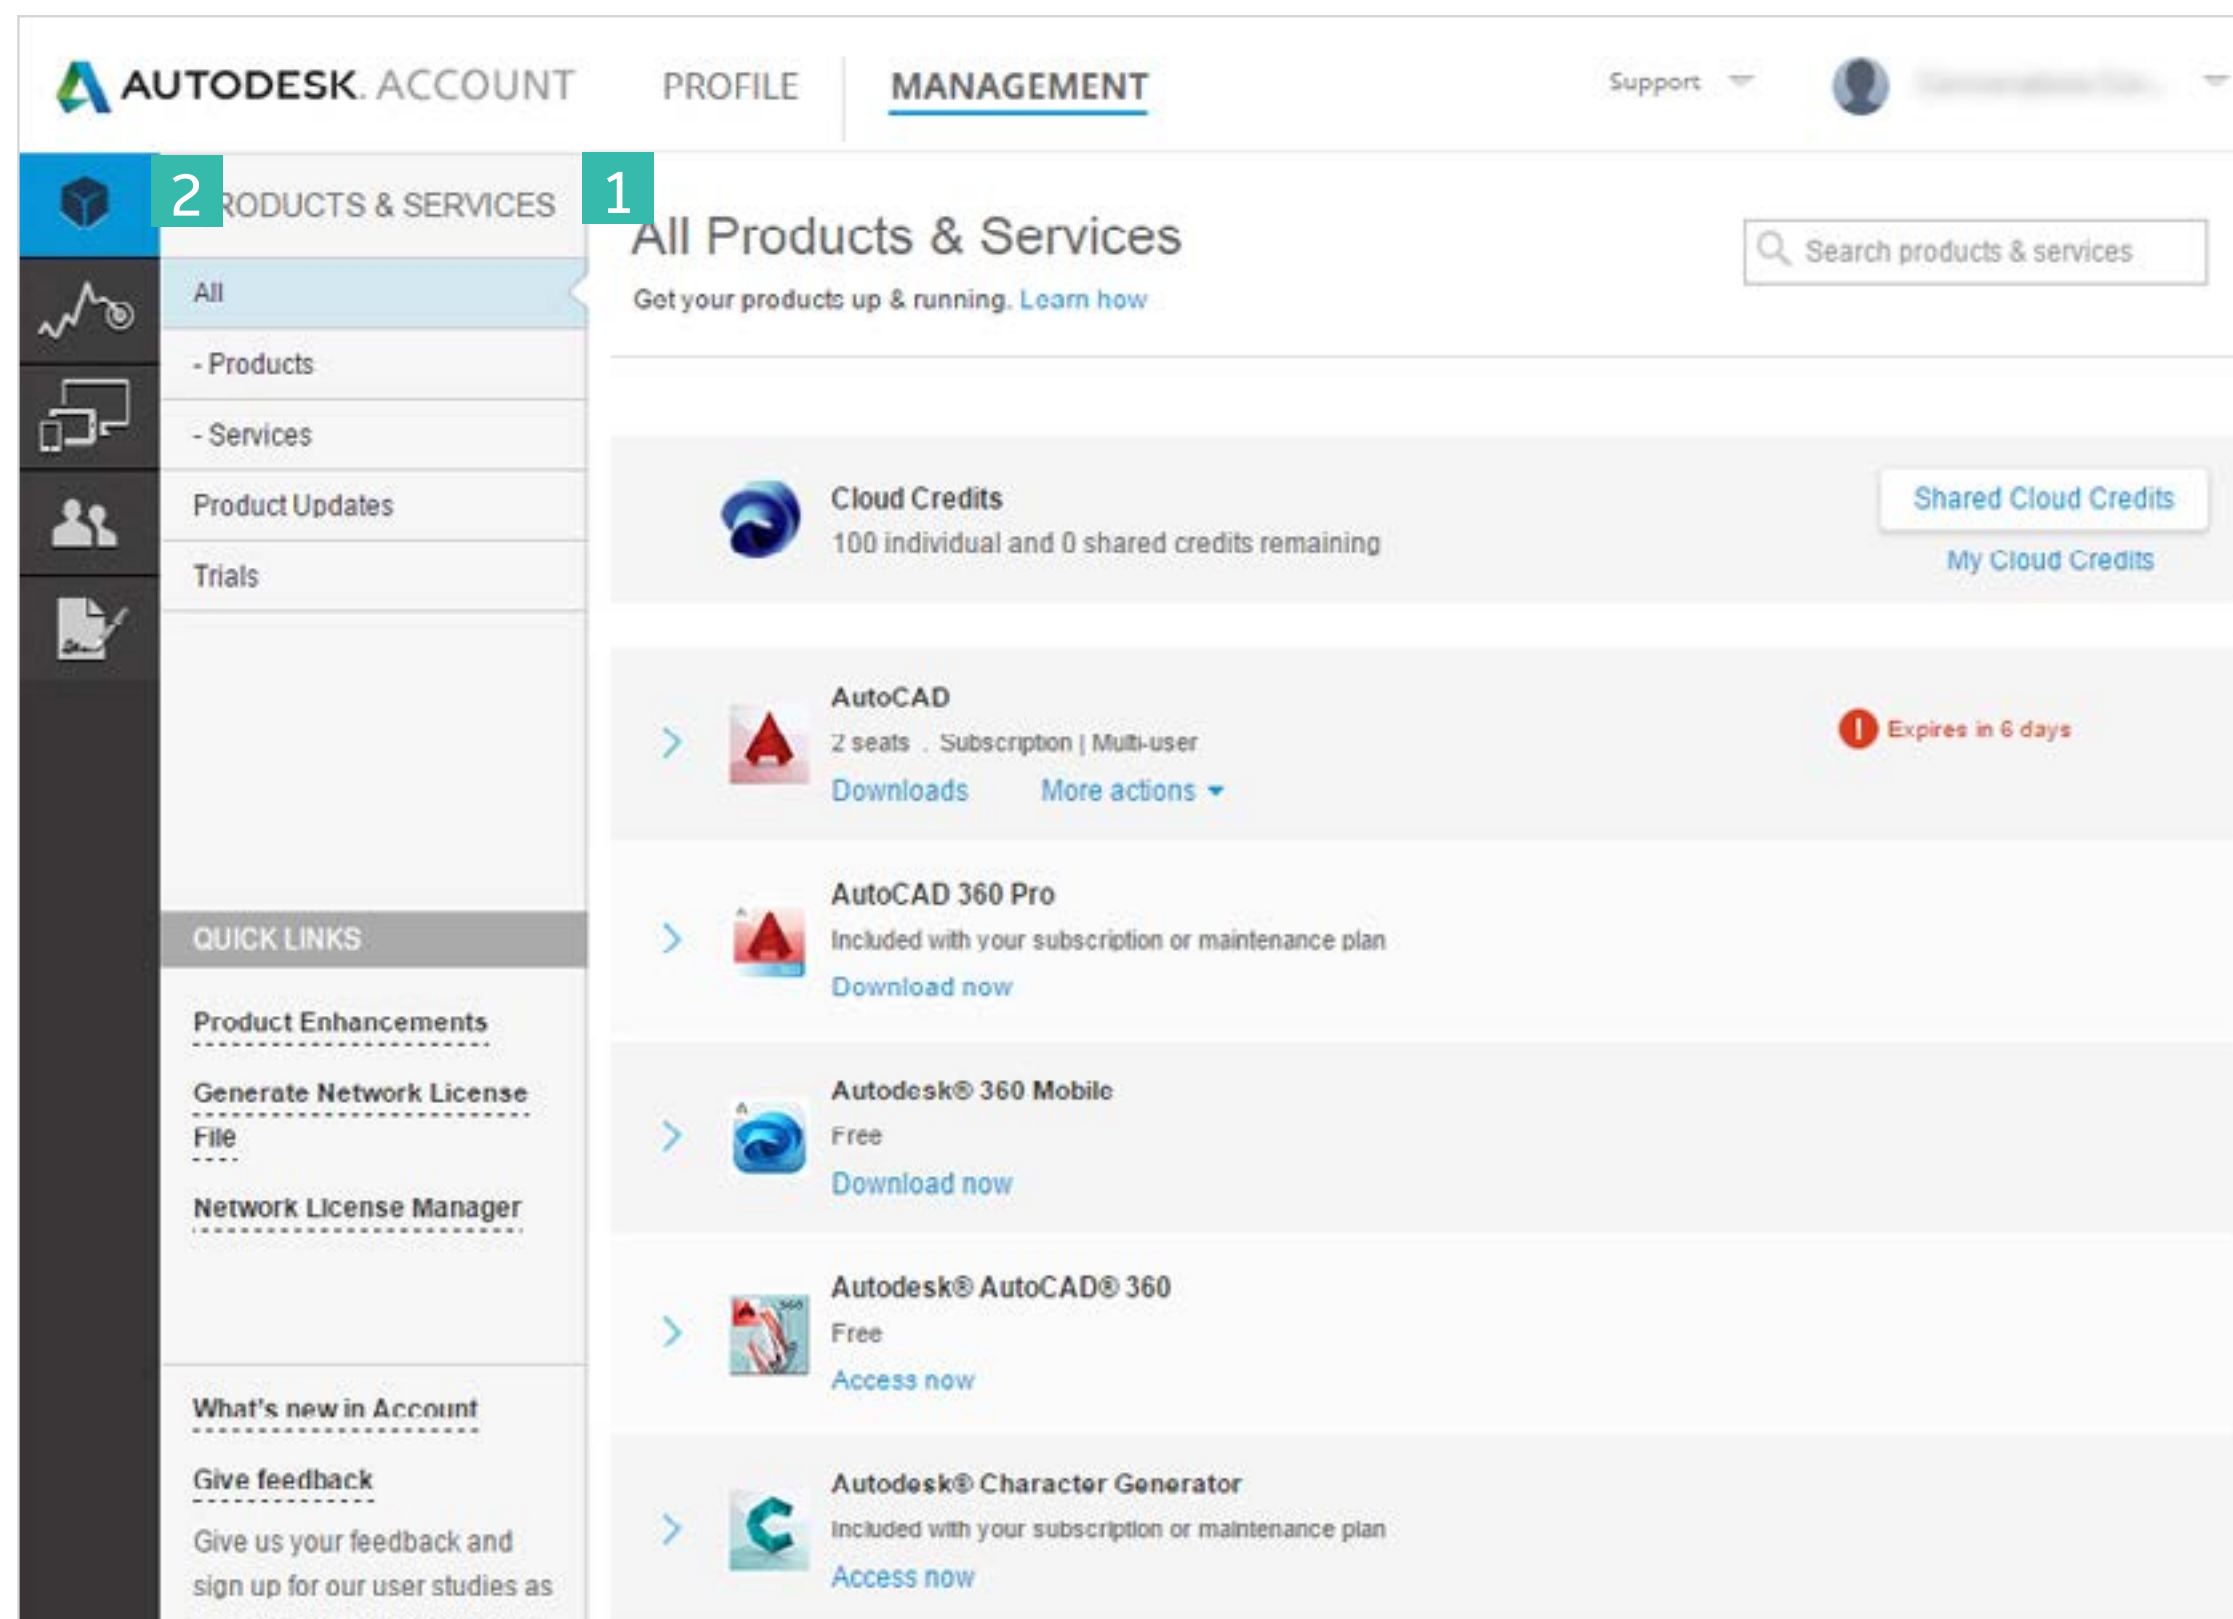 AUTODESK. ACCOUNT
PROFILE
MANAGEMENT
Support
2
RODUCTS & SERVICES
1
All
- Products
- Services
Product Updates
Trials
QUICK LINKS
Product Enhancements
Generate Network License
File
Network License Manager
What's new in Account
Give feedback
Give us your feedback and
sign up for our user studies as
All Products & Services
Get your products up & running. Learn how
Search products & services
Cloud Credits
100 individual and 0 shared credits remaining
Shared Cloud Credits
My Cloud Credits
AutoCAD
2 seats . Subscription | Multi-user
Downloads More actions
Expires in 6 days
AutoCAD 360 Pro
Included with your subscription or maintenance plan
Download now
Autodesk® 360 Mobile
Free
Download now
360
Autodesk® AutoCAD® 360
Free
Access now
Autodesk® Character Generator
Included with your subscription or maintenance plan
Access now